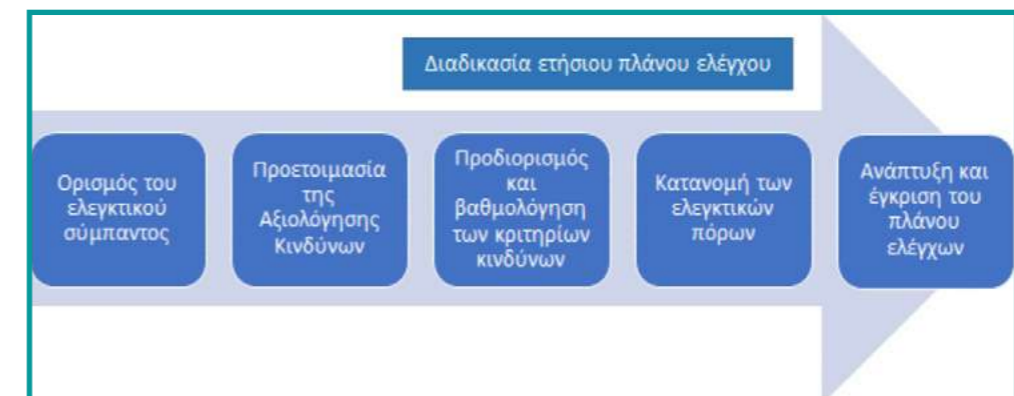 Διαδικασία ετήσιου πλάνου ελέγχου
Ορισμός του
ελεγκτικού
σύμπαντος
Προετοιμασία
της
Αξιολόγησης
Κινδύνων
Προδιορισμός
και
βαθμολόγηση
των κριτηρίων
κινδύνων
Κατανομή των
ελεγκτικών
πόρων
Ανάπτυξη και
έγκριση του
πλάνου
ελέγχων